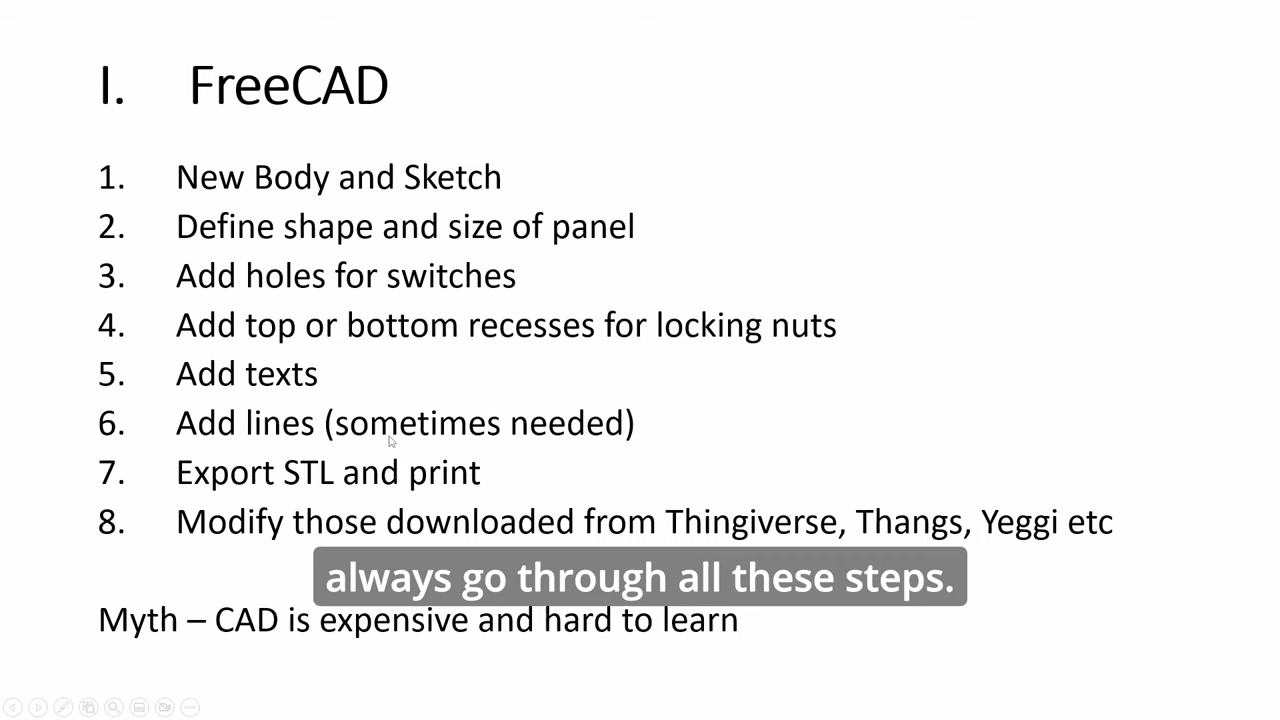 I. FreeCAD
1. New Body and Sketch
2. Define shape and size of panel
3. Add holes for switches
4. Add top or bottom recesses for locking nuts
5. Add texts
6. Add lines (sometimes needed)
7. Export STL and print
8. Modify those downloaded from Thingiverse, Thangs, Yeggi etc
always go through all these steps.
Myth – CAD is expensive and hard to learn